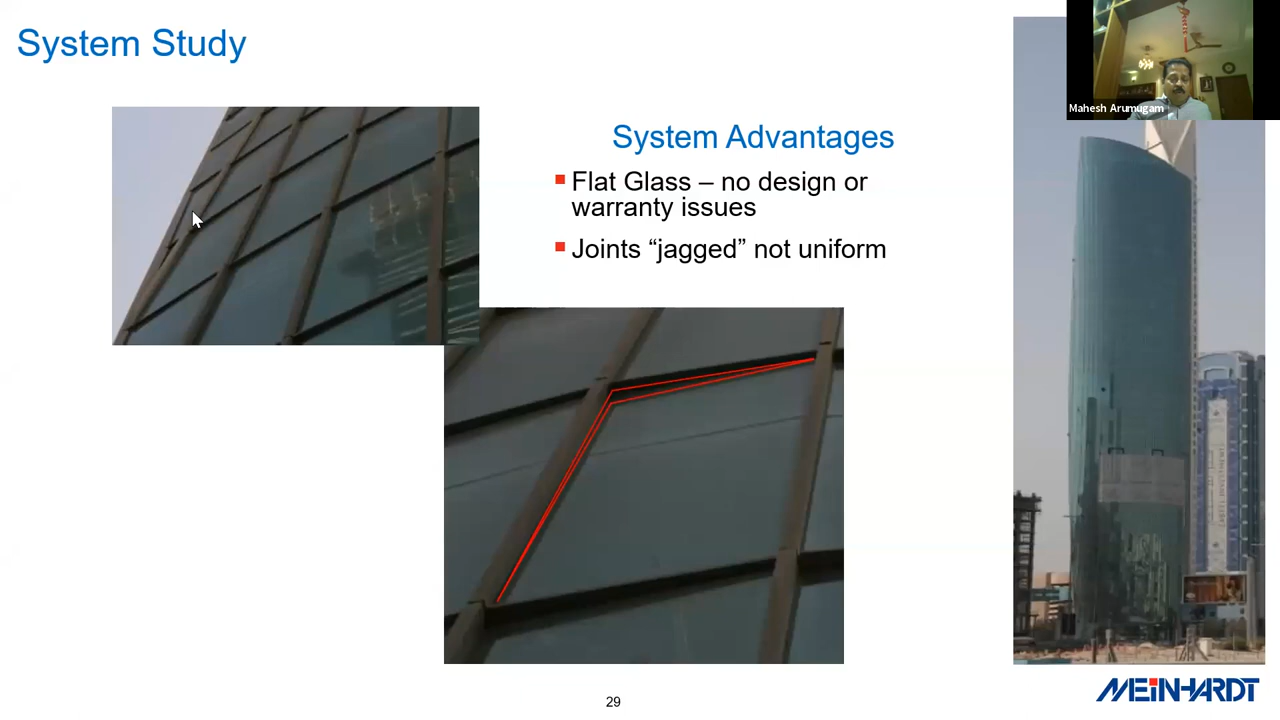 System Study
Mahesh Arumugam
System Advantages
Flat Glass – no design or
warranty issues
Joints “jagged” not uniform
29
MEINHARDT